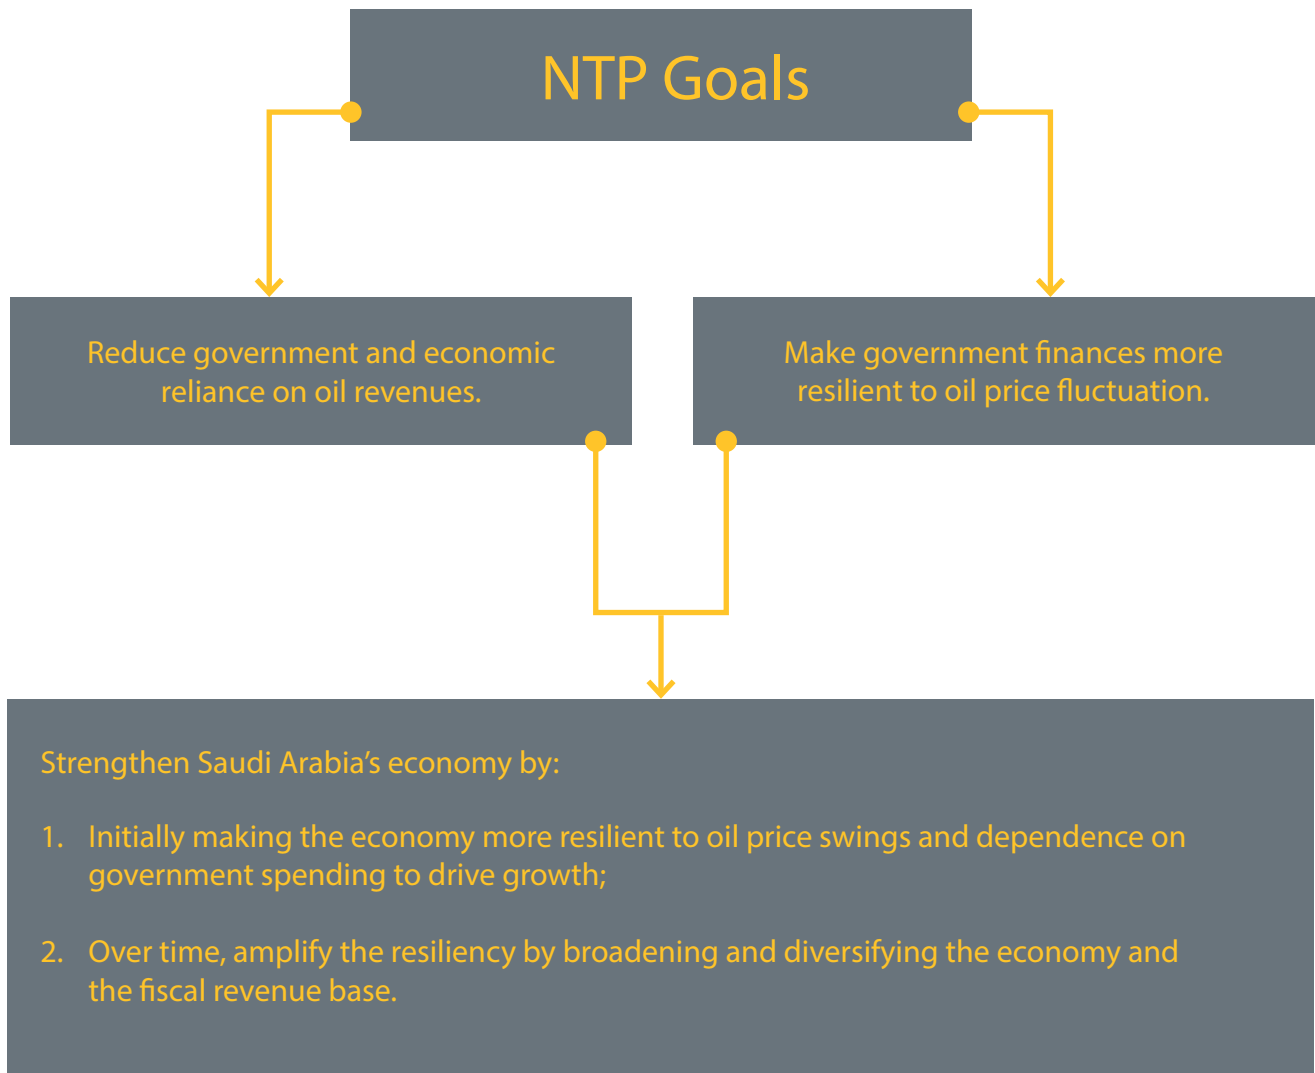 NTP Goals
Reduce government and economic
reliance on oil revenues.
Make government finances more
resilient to oil price fluctuation.
Strengthen Saudi Arabia’s economy by:
1. Initially making the economy more resilient to oil price swings and dependence on
government spending to drive growth;
2. Over time, amplify the resiliency by broadening and diversifying the economy and
the fiscal revenue base.